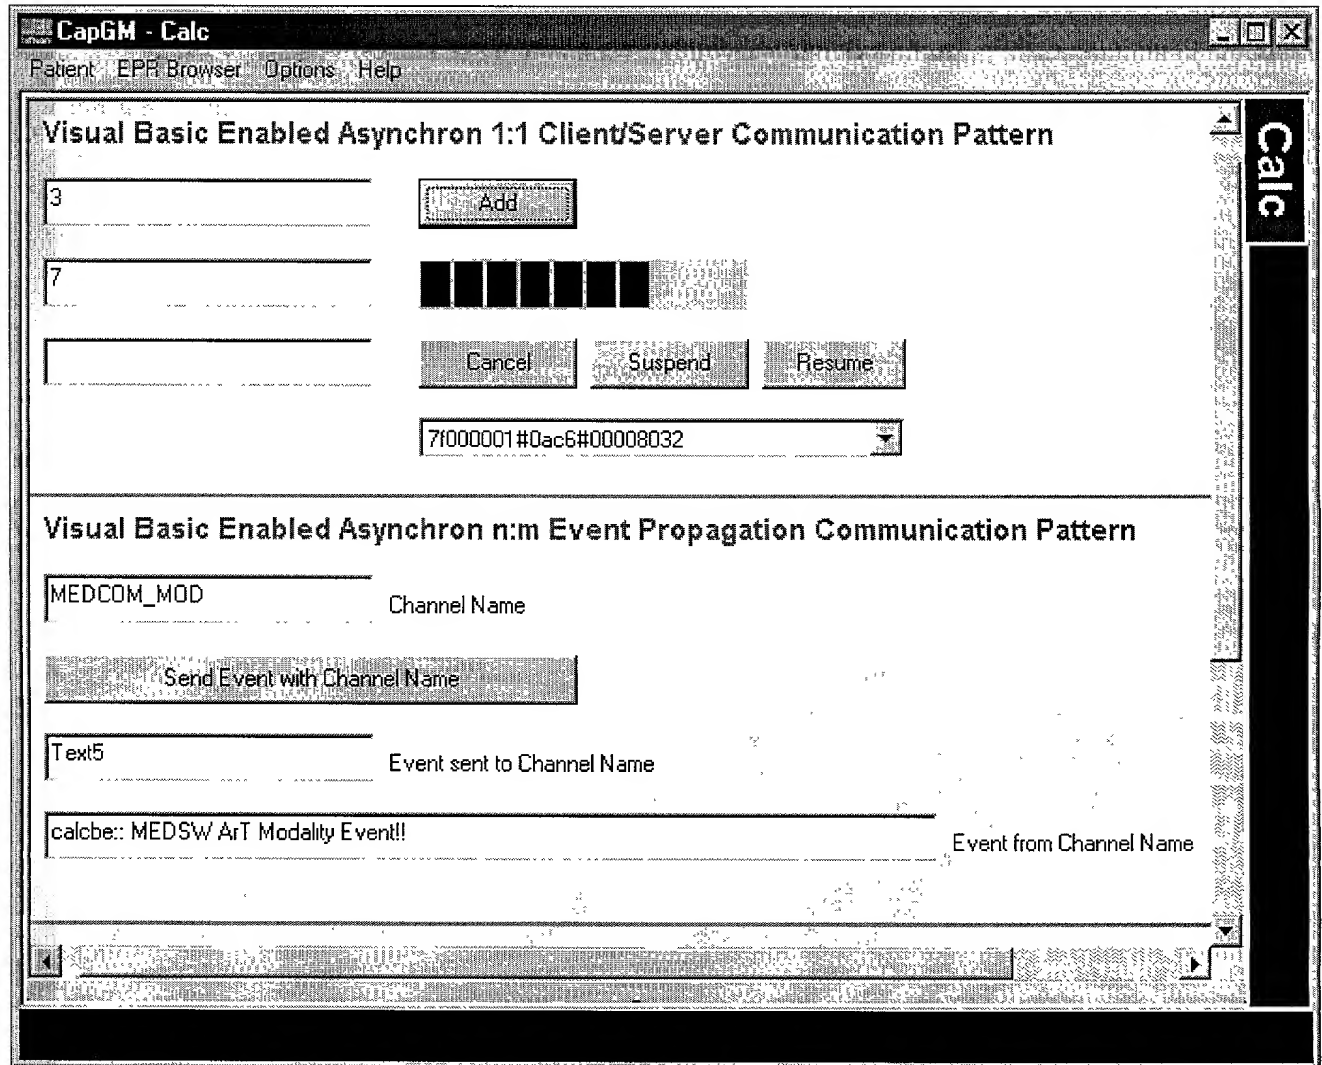 CapGM - Calc
Patient EPR Browser Options Help
Visual Basic Enabled Asynchron 1:1 Client/Server Communication Pattern
Calc
3
Add
7
Cancel Suspend Resume
7f000001#0ac6#00008032
Visual Basic Enabled Asynchron n:m Event Propagation Communication Pattern
MEDCOM_MOD
Channel Name
Send Event with Channel Name
Text5
Event sent to Channel Name
calcbe:: MEDSW ArT Modality Event!!
Event from Channel Name